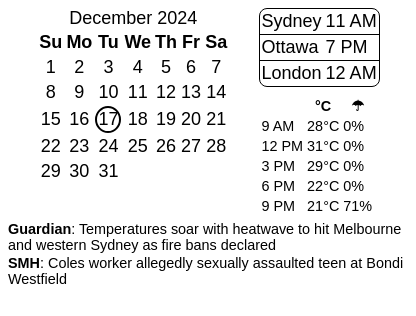 December 2024
Su Mo Tu We Th Fr Sa
1 2 3 4 5 6 7
8 9 10 11 12 13 14
15 16 17 18 19 20 21
22 23 24 25 26 27 28
29 30 31
Sydney 11 AM
Ottawa 7 PM
London 12 AM
°C ☂
9 AM 28°C 0%
12 PM 31°C 0%
3 PM 29°C 0%
6 PM 22°C 0%
9 PM 21°C 71%
Guardian: Temperatures soar with heatwave to hit Melbourne
and western Sydney as fire bans declared
SMH: Coles worker allegedly sexually assaulted teen at Bondi
Westfield